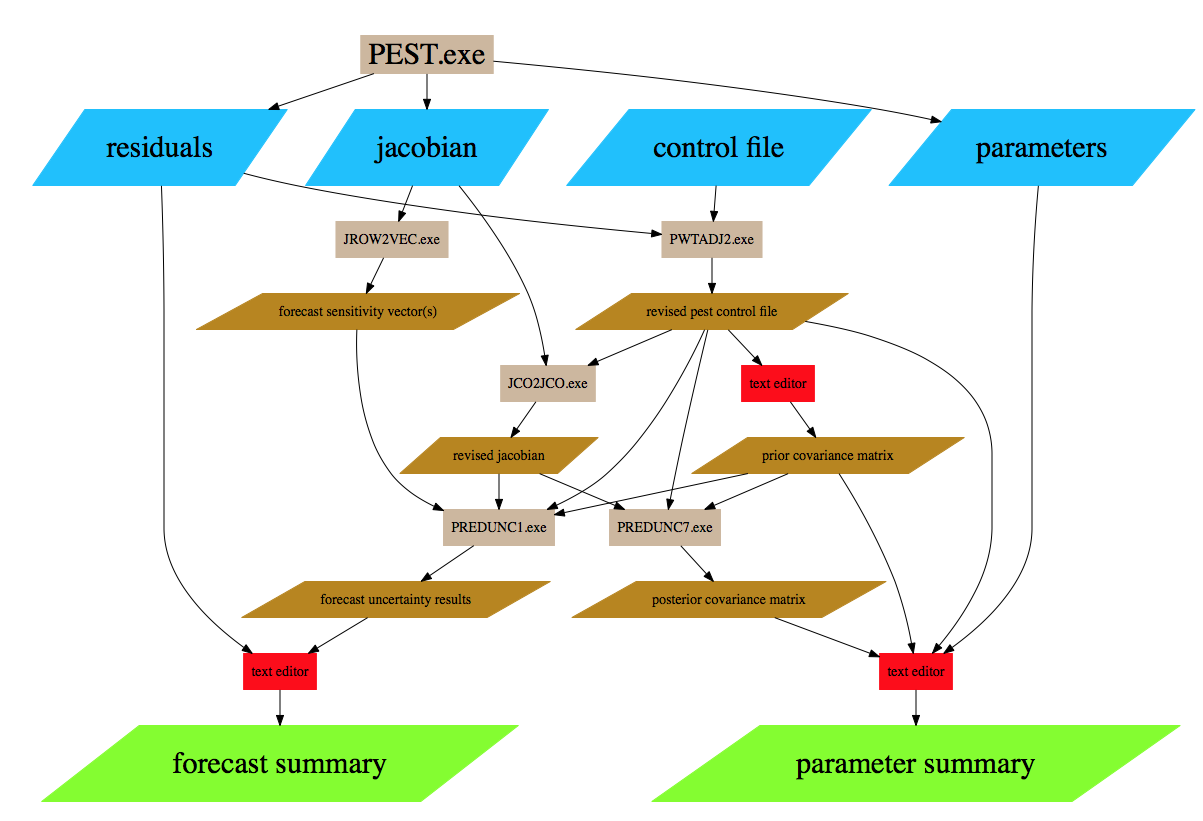 PEST.exe
residuals
jacobian
control file
parameters
JROW2VEC.exe
PWTADJ2.exe
forecast sensitivity vector(s)
revised pest control file
JCO2JCO.exe
text editor
revised jacobian
prior covariance matrix
PREDUNC1.exe
PREDUNC7.exe
forecast uncertainty results
posterior covariance matrix
text editor
text editor
forecast summary
parameter summary